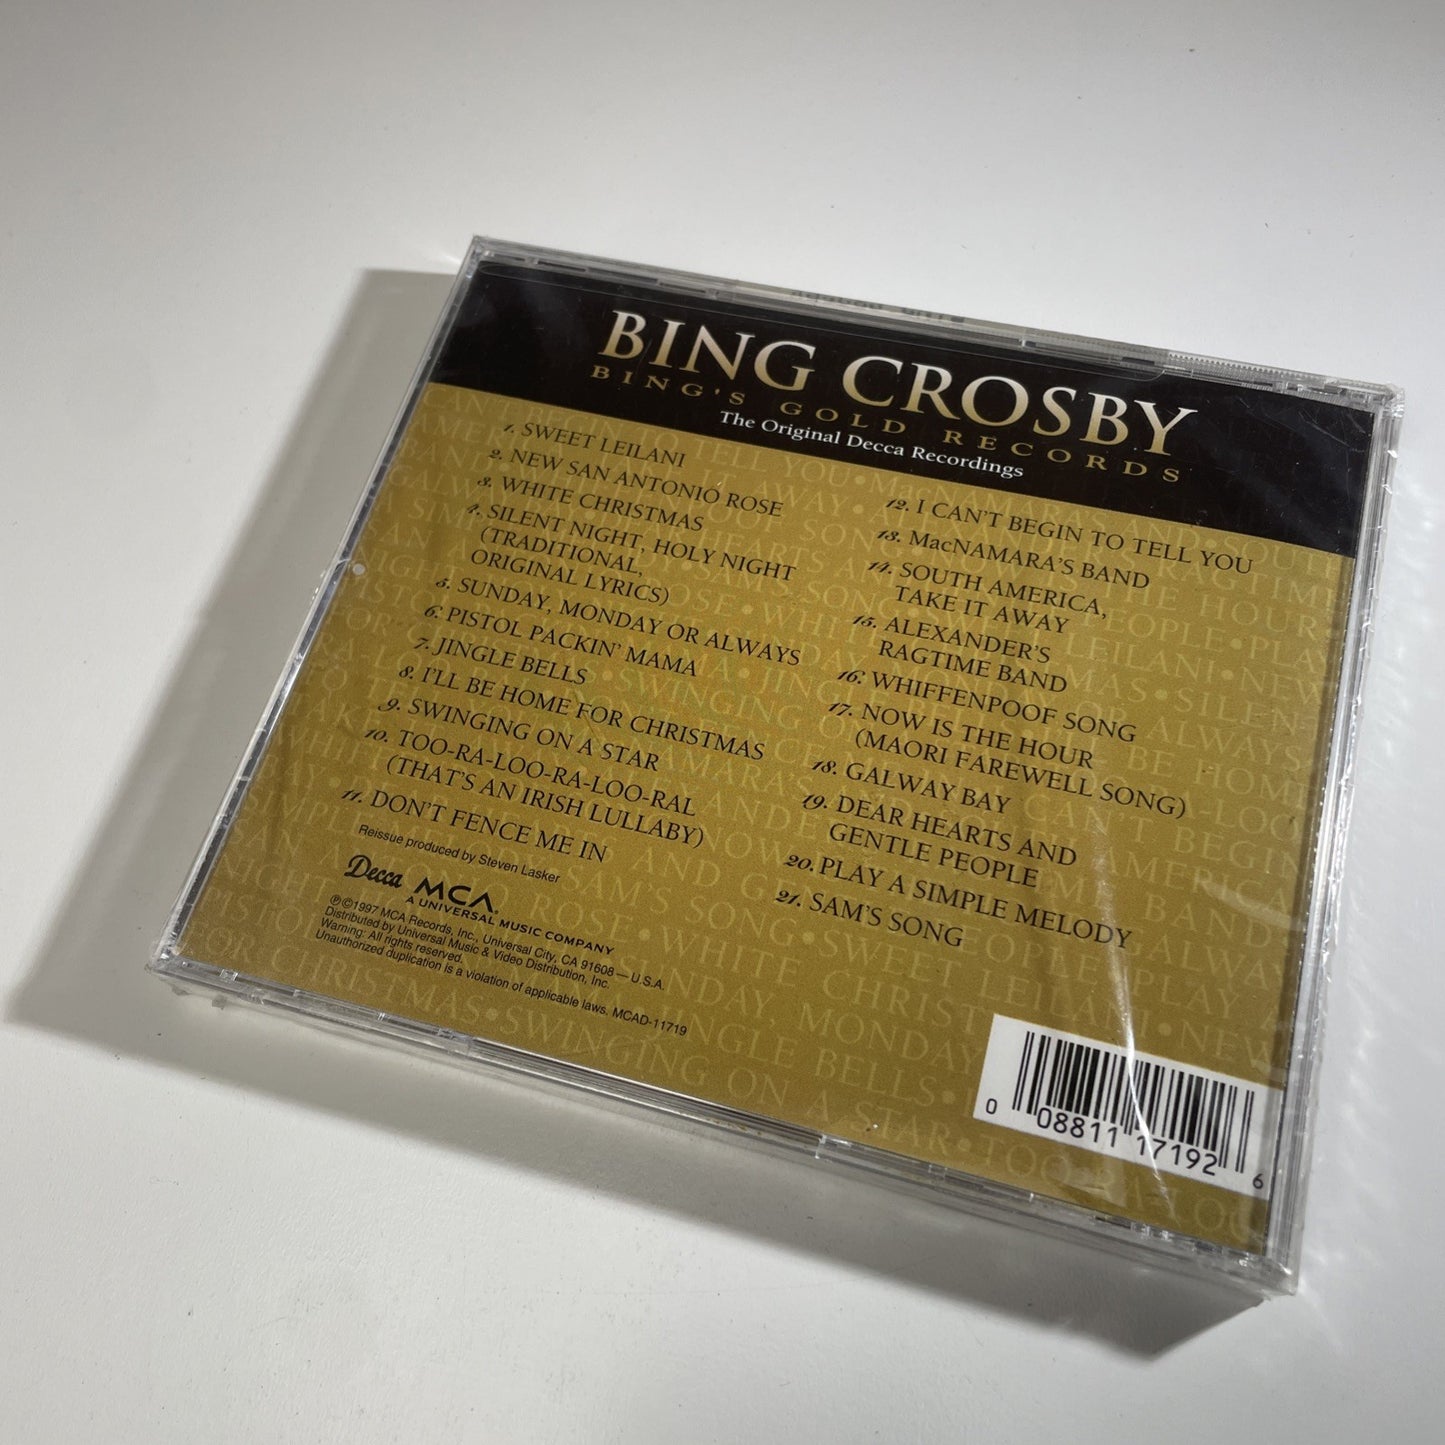 BING CROSBY
BING'S GOLD RECORDS
The Original Decca Recordings
1. SWEET LEILANI
2. NEW SAN ANTONIO ROSE
3. WHITE CHRISTMAS
4. SILENT NIGHT, HOLY NIGHT
(TRADITIONAL,
ORIGINAL LYRICS)
5. SUNDAY, MONDAY OR ALWAYS
6. PISTOL PACKIN' MAMA
7. JINGLE BELLS
8. I'LL BE HOME FOR CHRISTMAS
9. SWINGING ON A STAR
10. TOO-RA-LOO-RA-LOO-RAL
(THAT'S AN IRISH LULLABY)
11. DON'T FENCE ME IN
12. I CAN'T BEGIN TO TELL YOU
13. MacNAMARA'S BAND
14. SOUTH AMERICA,
TAKE IT AWAY
15. ALEXANDER'S
RAGTIME BAND
16. WHIFFENPOOF SONG
17. NOW IS THE HOUR
(MAORI FAREWELL SONG)
18. GALWAY BAY
19. DEAR HEARTS AND
GENTLE PEOPLE
20. PLAY A SIMPLE MELODY
21. SAM'S SONG
Reissue produced by Steven Lasker
Decca MCA
A UNIVERSAL MUSIC COMPANY
℗©1997 MCA Records, Inc., Universal City, CA 91608—U.S.A.
Distributed by Universal Music & Video Distribution, Inc.
Warning: All rights reserved.
Unauthorized duplication is a violation of applicable laws. MCAD-11719
0 08811 17192 6